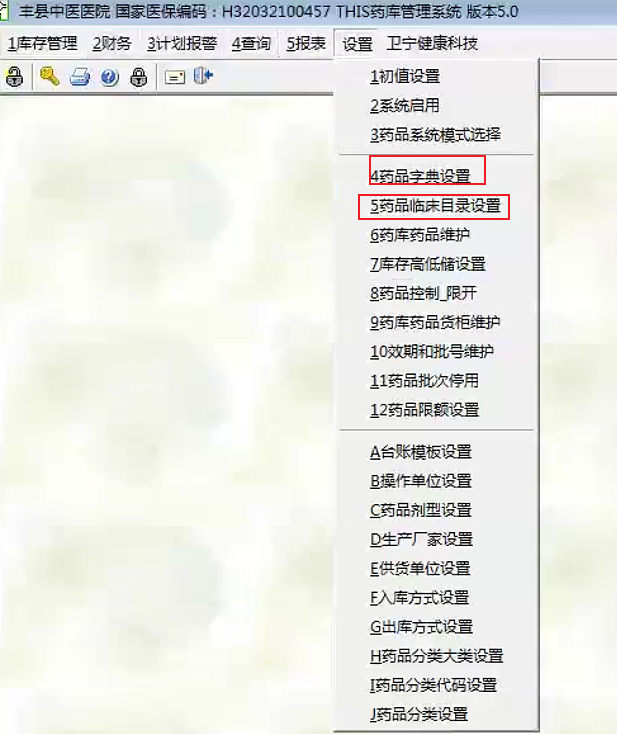 丰县中医医院 国家医保编码：H32032100457 THIS药库管理系统 版本5.0
1库存管理 2财务 3计划报警 4查询 5报表 设置 卫宁健康科技
1初值设置
2系统启用
3药品系统模式选择
4药品字典设置
5药品临床目录设置
6药库药品维护
7库存高低储设置
8药品控制_限开
9药库药品货柜维护
10效期和批号维护
11药品批次停用
12药品限额设置
A台账模板设置
B操作单位设置
C药品剂型设置
D生产厂家设置
E供货单位设置
F入库方式设置
G出库方式设置
H药品分类大类设置
I药品分类代码设置
J药品分类设置